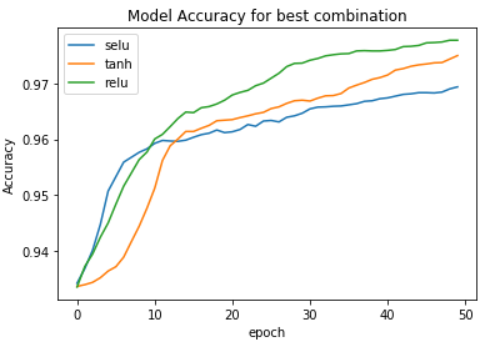 Model Accuracy for best combination
selu
tanh
relu
Accuracy
0.97
0.96
0.95
0.94
0 10 20 30 40 50
epoch